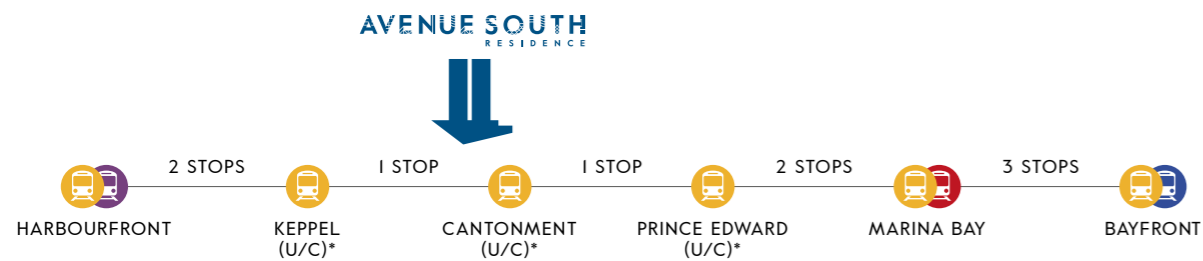 AVENUE SOUTH
RESIDENCE
2 STOPS
1 STOP
1 STOP
2 STOPS
3 STOPS
HARBOURFRONT
KEPPEL
(U/C)*
CANTONMENT
(U/C)*
PRINCE EDWARD
(U/C)*
MARINA BAY
BAYFRONT